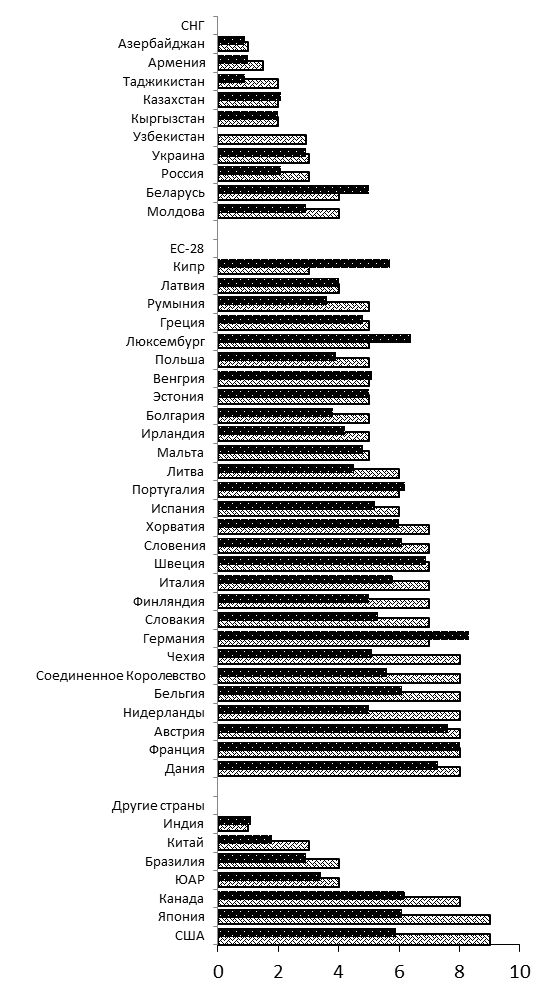 СНГ
Азербайджан
Армения
Таджикистан
Казахстан
Кыргызстан
Узбекистан
Украина
Россия
Беларусь
Молдова
ЕС-28
Кипр
Латвия
Румыния
Греция
Люксембург
Польша
Венгрия
Эстония
Болгария
Ирландия
Мальта
Литва
Португалия
Испания
Хорватия
Словения
Швеция
Италия
Финляндия
Словакия
Германия
Чехия
Соединенное Королевство
Бельгия
Нидерланды
Австрия
Франция
Дания
Другие страны
Индия
Китай
Бразилия
ЮАР
Канада
Япония
США
0 2 4 6 8 10